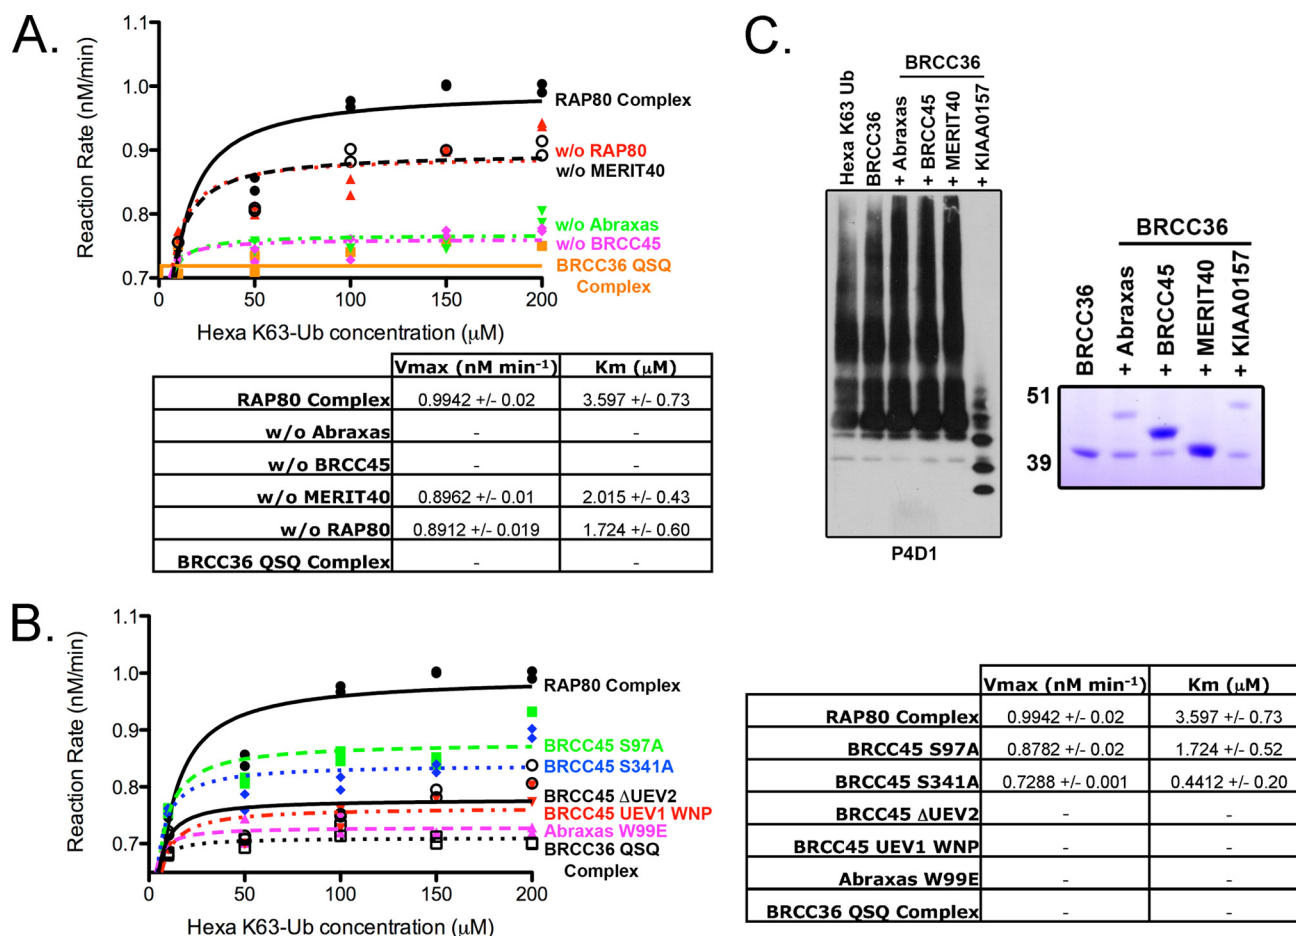 A.
Reaction Rate (nM/min)
1.1
1.0
0.9
0.8
0.7
0
50
100
150
200
Hexa K63-Ub concentration (μM)
RAP80 Complex
w/o RAP80
w/o MERIT40
w/o Abraxas
w/o BRCC45
BRCC36 QSQ
Complex
Vmax (nM min⁻¹) Km (μM)
RAP80 Complex 0.9942 +/- 0.02 3.597 +/- 0.73
w/o Abraxas - -
w/o BRCC45 - -
w/o MERIT40 0.8962 +/- 0.01 2.015 +/- 0.43
w/o RAP80 0.8912 +/- 0.019 1.724 +/- 0.60
BRCC36 QSQ Complex - -
B.
Reaction Rate (nM/min)
1.1
1.0
0.9
0.8
0.7
0
50
100
150
200
Hexa K63-Ub concentration (μM)
RAP80 Complex
BRCC45 S97A
BRCC45 S341A
BRCC45 ΔUEV2
BRCC45 UEV1 WNP
Abraxas W99E
BRCC36 QSQ
Complex
Vmax (nM min⁻¹) Km (μM)
RAP80 Complex 0.9942 +/- 0.02 3.597 +/- 0.73
BRCC45 S97A 0.8782 +/- 0.02 1.724 +/- 0.52
BRCC45 S341A 0.7288 +/- 0.001 0.4412 +/- 0.20
BRCC45 ΔUEV2 - -
BRCC45 UEV1 WNP - -
Abraxas W99E - -
BRCC36 QSQ Complex - -
C.
BRCC36
Hexa K63 Ub
BRCC36
+ Abraxas
+ BRCC45
+ MERIT40
+ KIAA0157
P4D1
BRCC36
BRCC36
+ Abraxas
+ BRCC45
+ MERIT40
+ KIAA0157
51
39